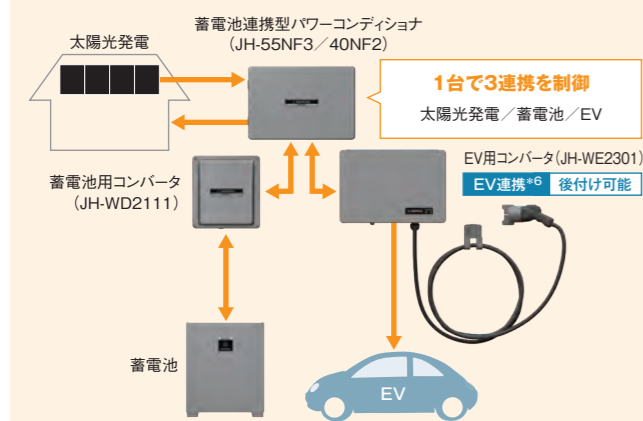 蓄電池連携型パワーコンディショナ
(JH-55NF3／40NF2)
太陽光発電
1台で3連携を制御
太陽光発電／蓄電池／EV
蓄電池用コンバータ
(JH-WD2111)
EV用コンバータ(JH-WE2301)
EV連携*6 後付け可能
蓄電池
EV